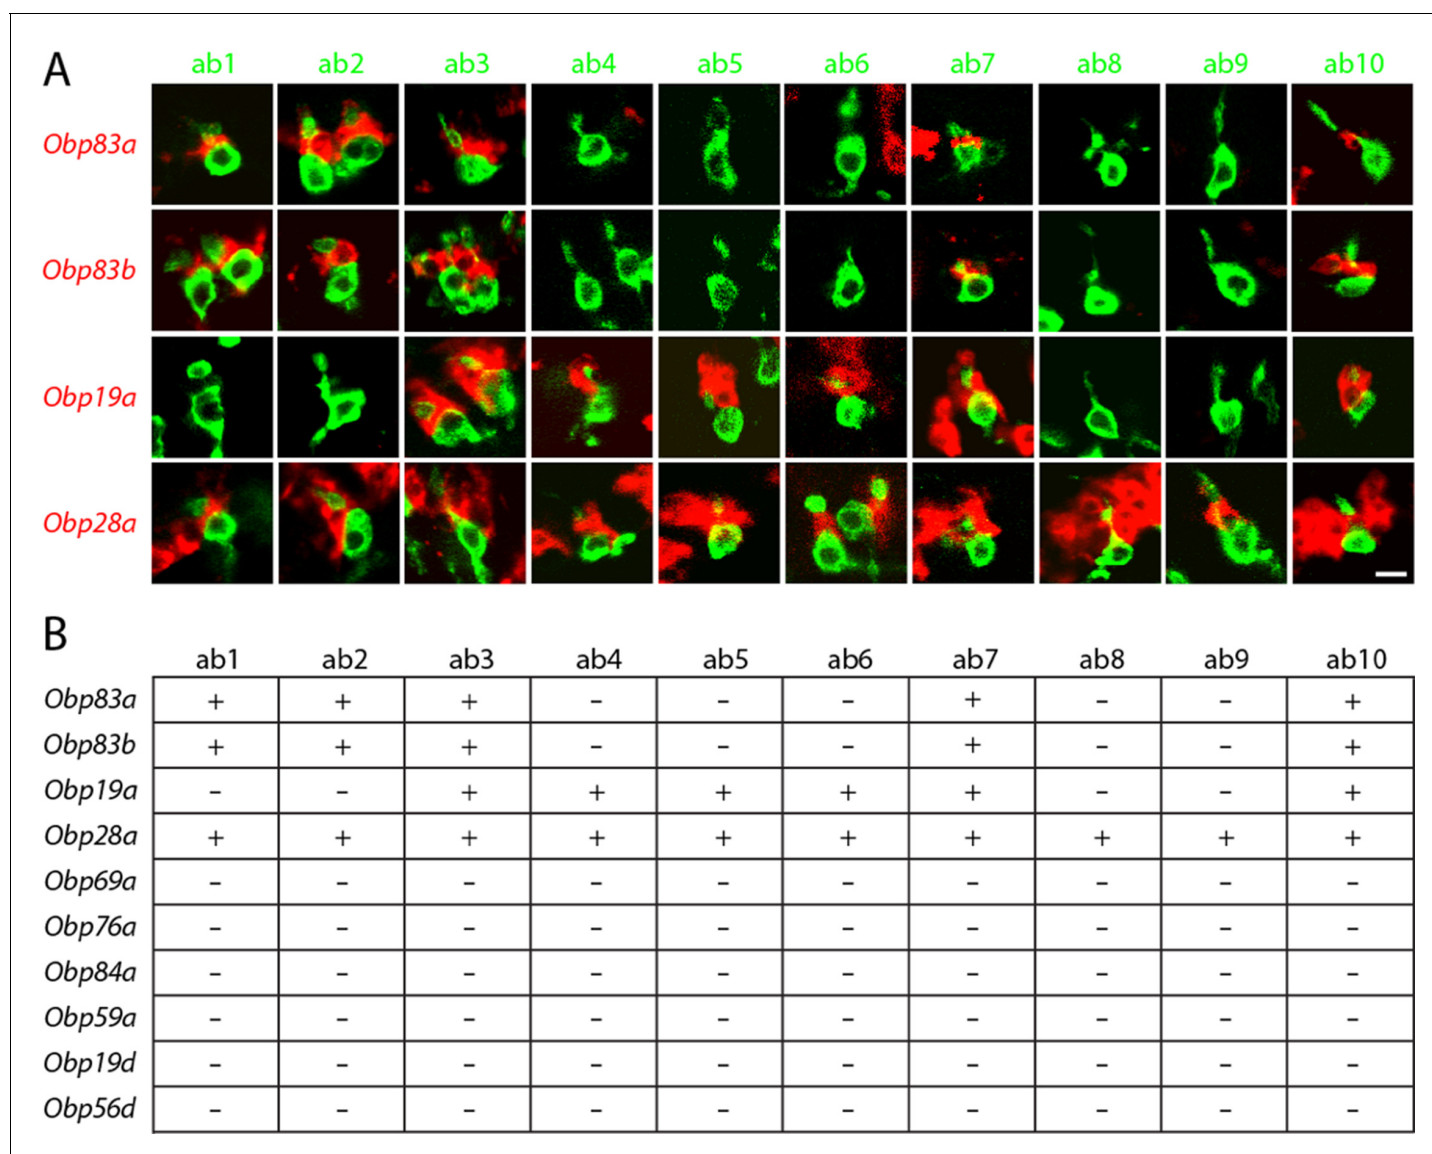 A
ab1 ab2 ab3 ab4 ab5 ab6 ab7 ab8 ab9 ab10
Obp83a
Obp83b
Obp19a
Obp28a
B
ab1 ab2 ab3 ab4 ab5 ab6 ab7 ab8 ab9 ab10
Obp83a + + + – – – + – – +
Obp83b + + + – – – + – – +
Obp19a – – + + + + + – – +
Obp28a + + + + + + + + + +
Obp69a – – – – – – – – – –
Obp76a – – – – – – – – – –
Obp84a – – – – – – – – – –
Obp59a – – – – – – – – – –
Obp19d – – – – – – – – – –
Obp56d – – – – – – – – – –